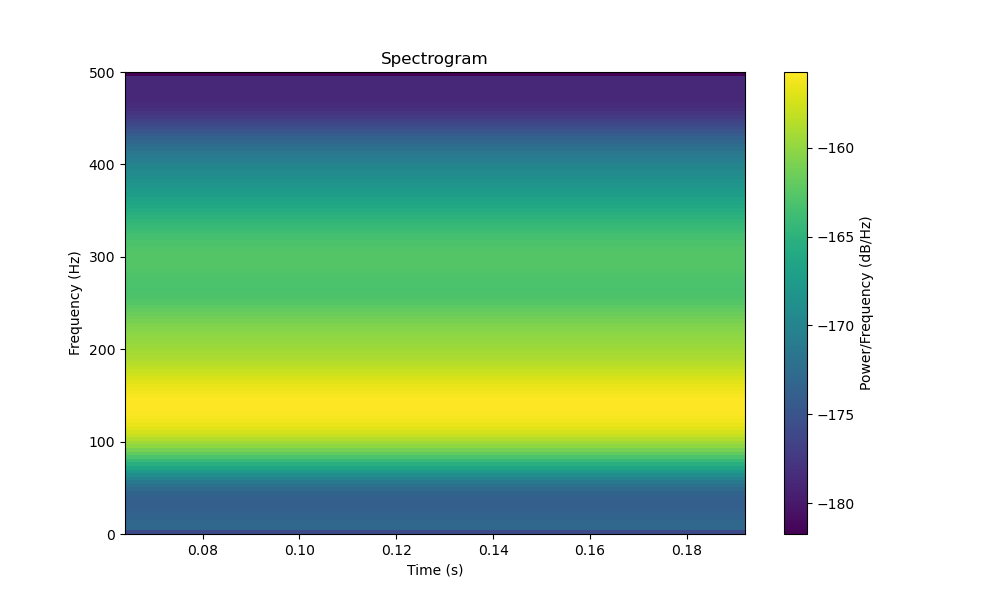 Spectrogram
Power/Frequency (dB/Hz)
Frequency (Hz)
500
400
300
200
100
0
0.08 0.10 0.12 0.14 0.16 0.18
Time (s)
−160
−165
−170
−175
−180